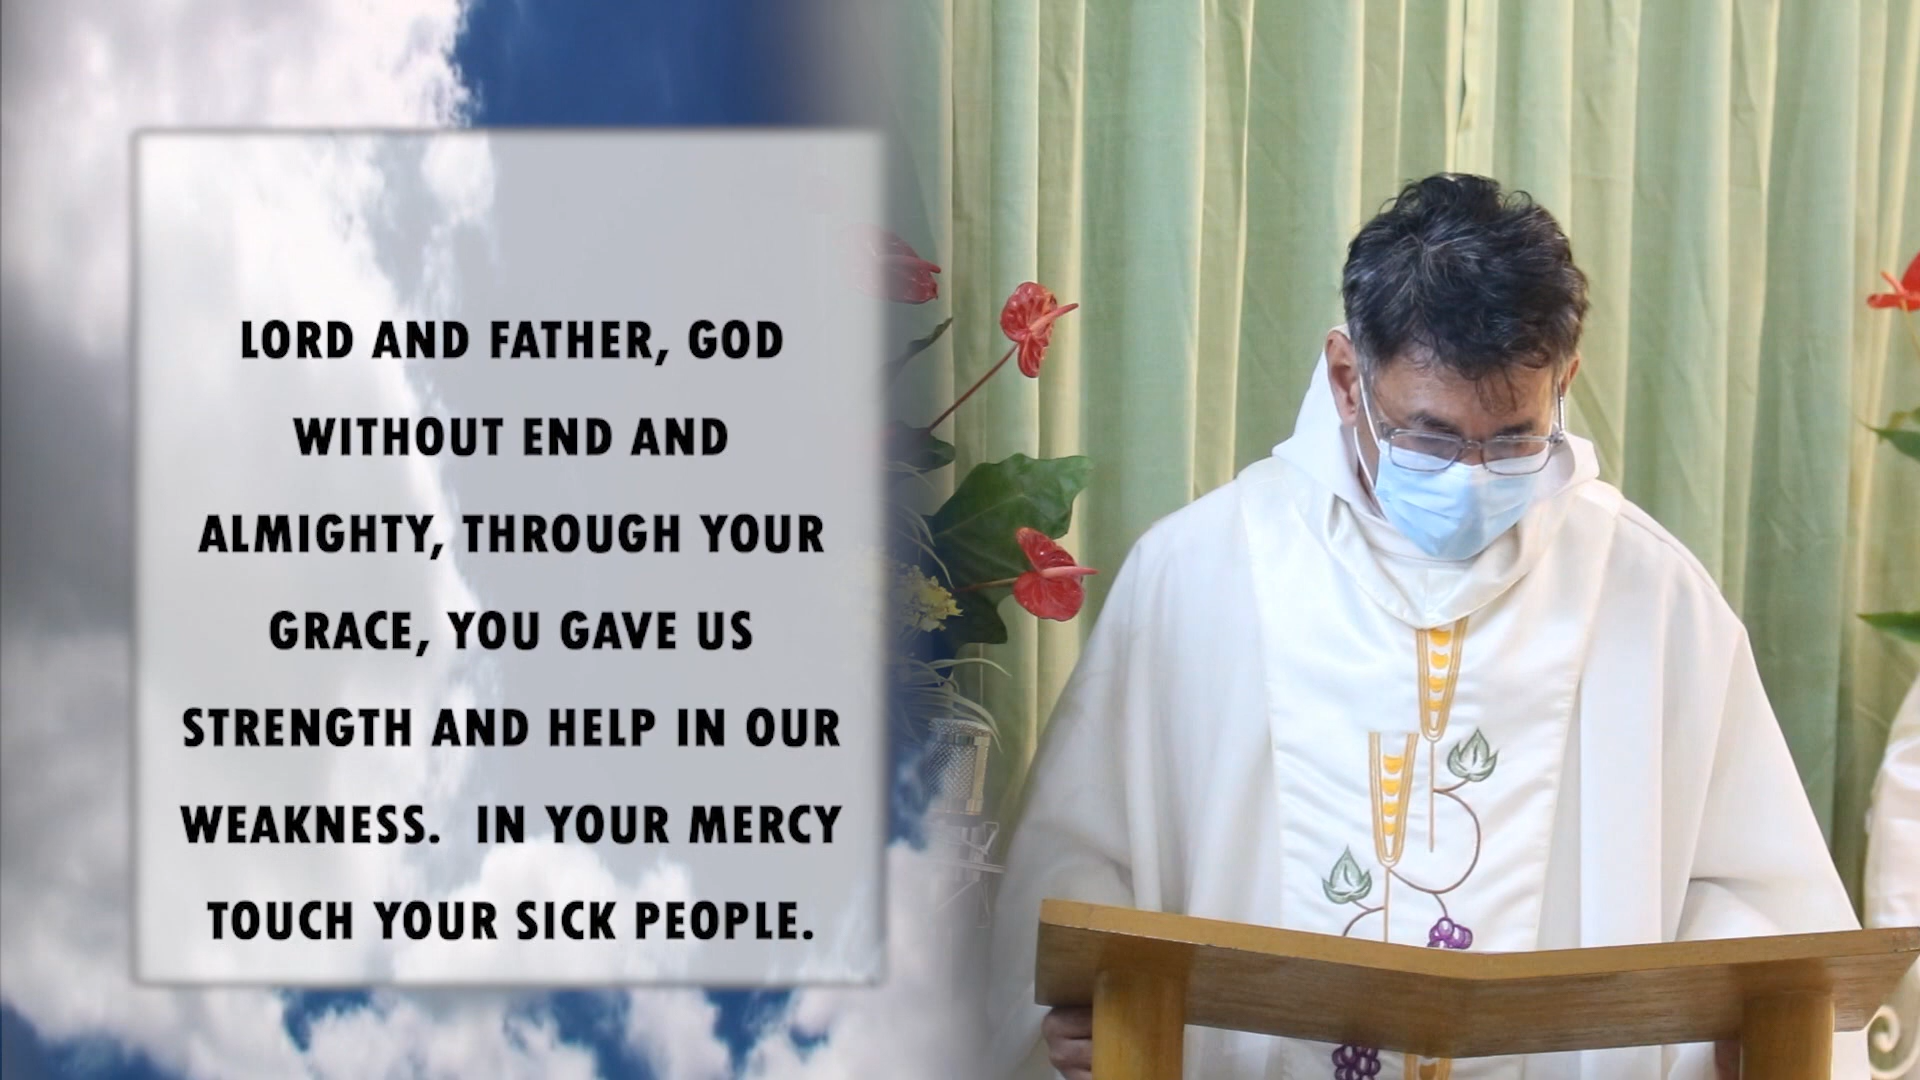 LORD AND FATHER, GOD
WITHOUT END AND
ALMIGHTY, THROUGH YOUR
GRACE, YOU GAVE US
STRENGTH AND HELP IN OUR
WEAKNESS.  IN YOUR MERCY
TOUCH YOUR SICK PEOPLE.